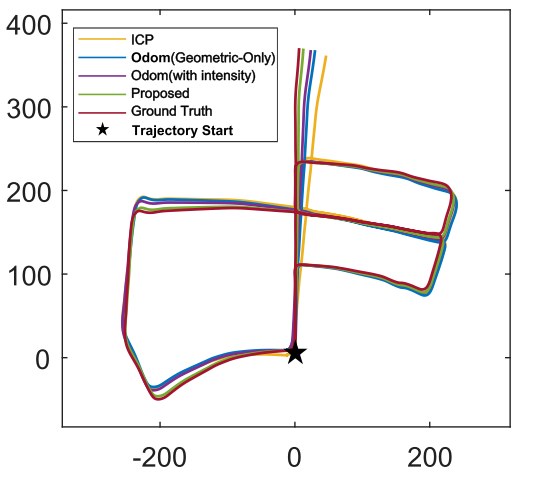 400
300
200
100
0
-200
0
200
ICP
Odom(Geometric-Only)
Odom(with intensity)
Proposed
Ground Truth
Trajectory Start